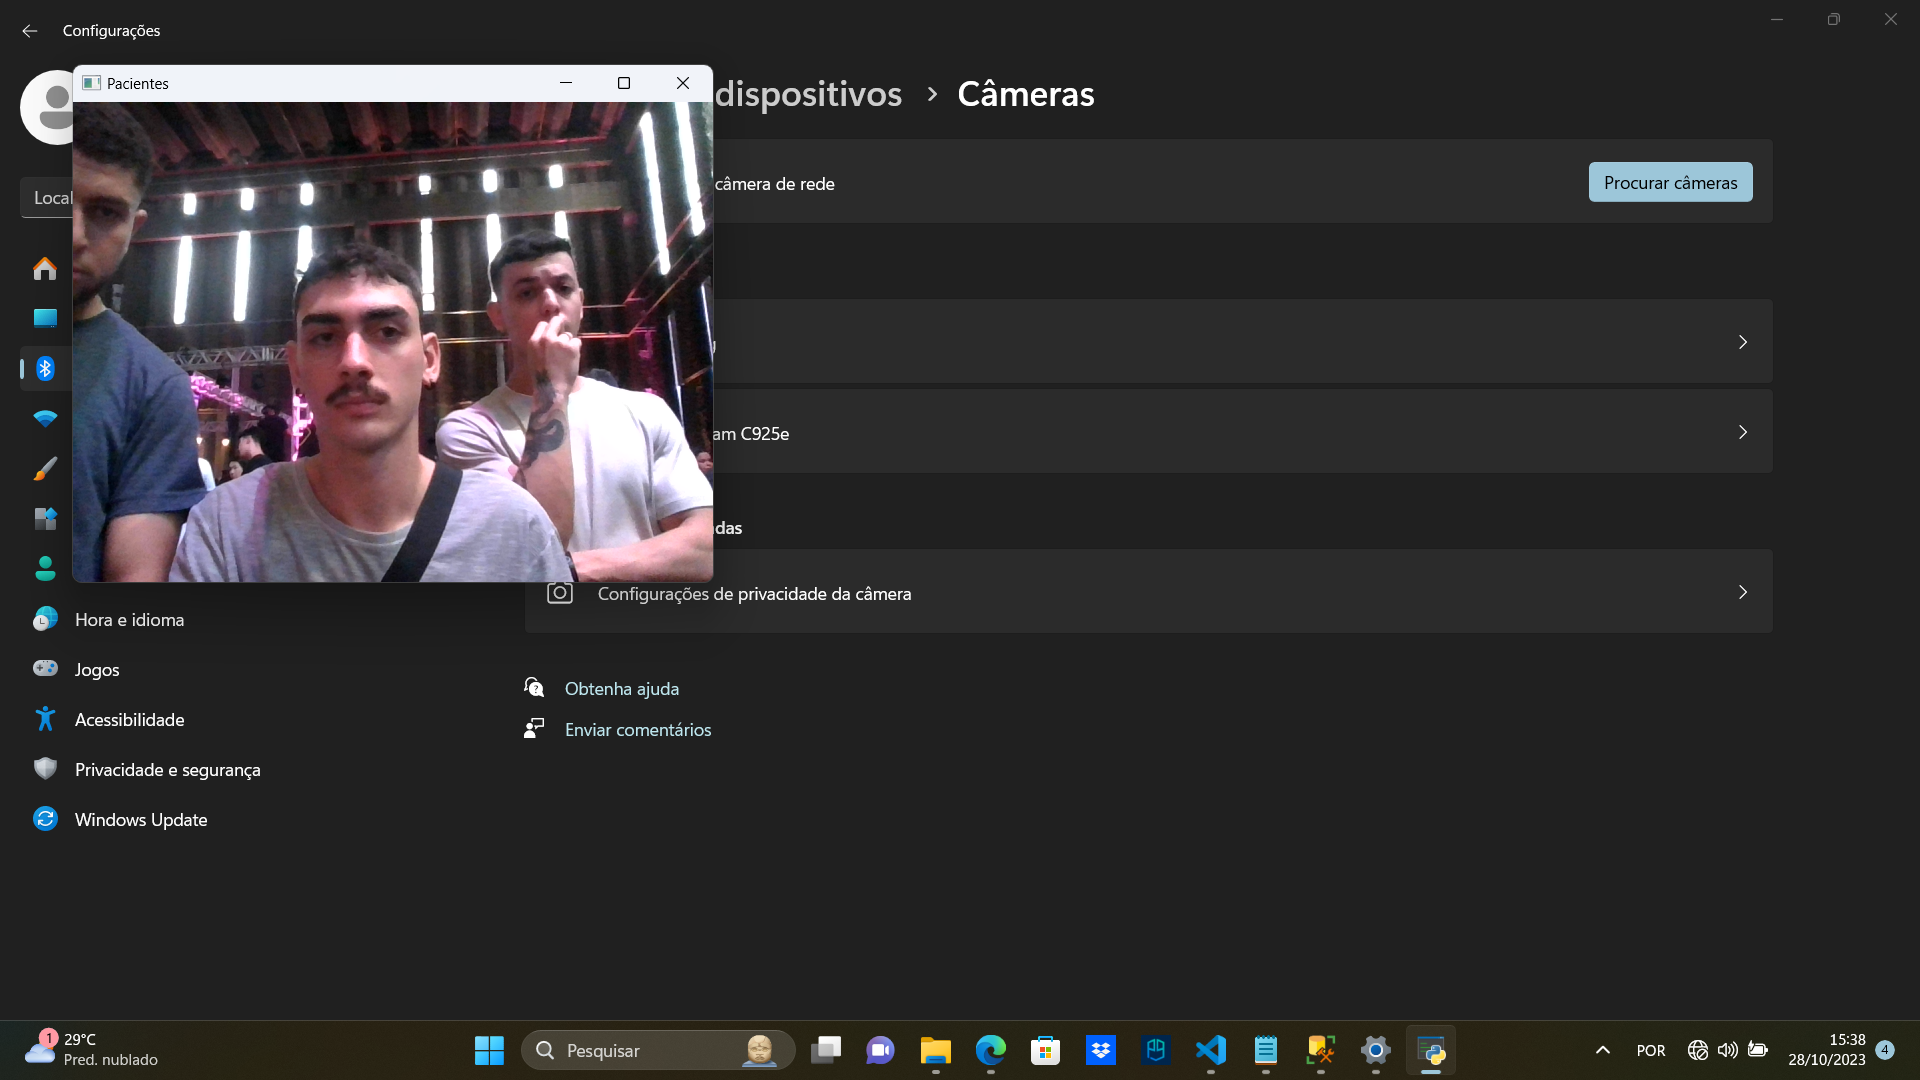 Configurações
Pacientes
dispositivos > Câmeras
câmera de rede
Procurar câmeras
Local
am C925e
das
Configurações de privacidade da câmera
Hora e idioma
Jogos
Acessibilidade
Privacidade e segurança
Windows Update
Obtenha ajuda
Enviar comentários
1
29°C
Pred. nublado
Pesquisar
POR
15:38
28/10/2023
4